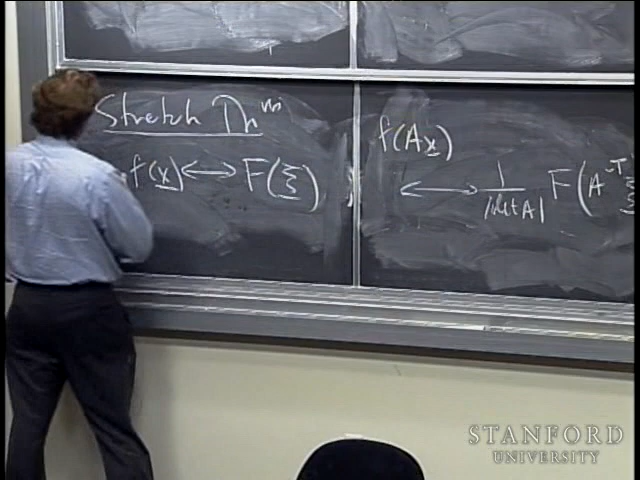 Stretch Thm
f(x) ↔ F(ξ)
f(Ax)
↔ 1/|det A| F(A^-T ξ
STANFORD
UNIVERSITY